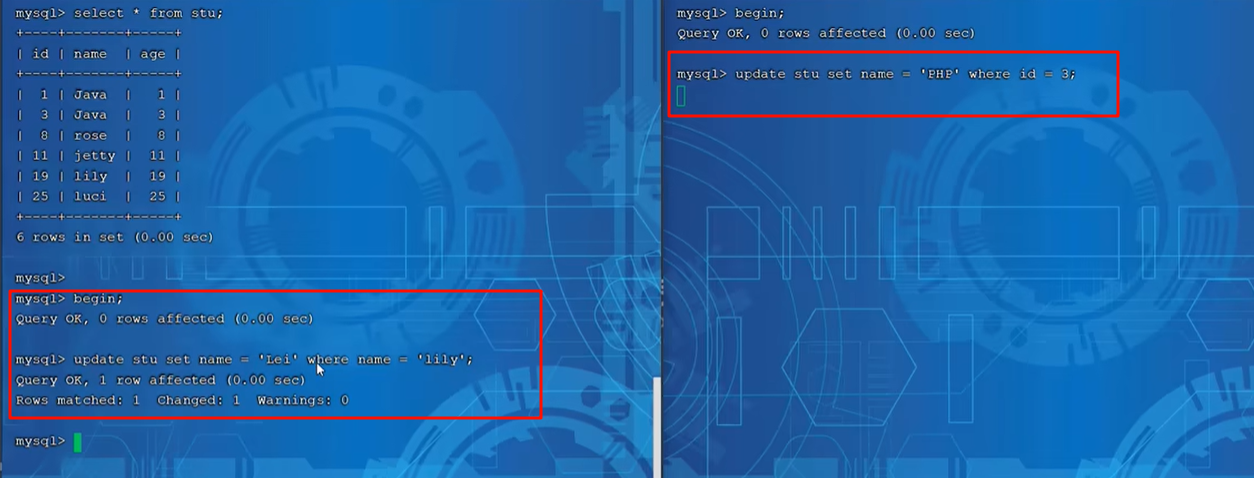 mysql> select * from stu;
+----+-------+-----+
| id | name  | age |
+----+-------+-----+
|  1 | Java  |   1 |
|  3 | Java  |   3 |
|  8 | rose  |   8 |
| 11 | jetty |  11 |
| 19 | lily  |  19 |
| 25 | luci  |  25 |
+----+-------+-----+
6 rows in set (0.00 sec)
mysql>
mysql> begin;
Query OK, 0 rows affected (0.00 sec)
mysql> update stu set name = 'Lei' where name = 'lily';
Query OK, 1 row affected (0.00 sec)
Rows matched: 1  Changed: 1  Warnings: 0
mysql>
mysql> begin;
Query OK, 0 rows affected (0.00 sec)
mysql> update stu set name = 'PHP' where id = 3;